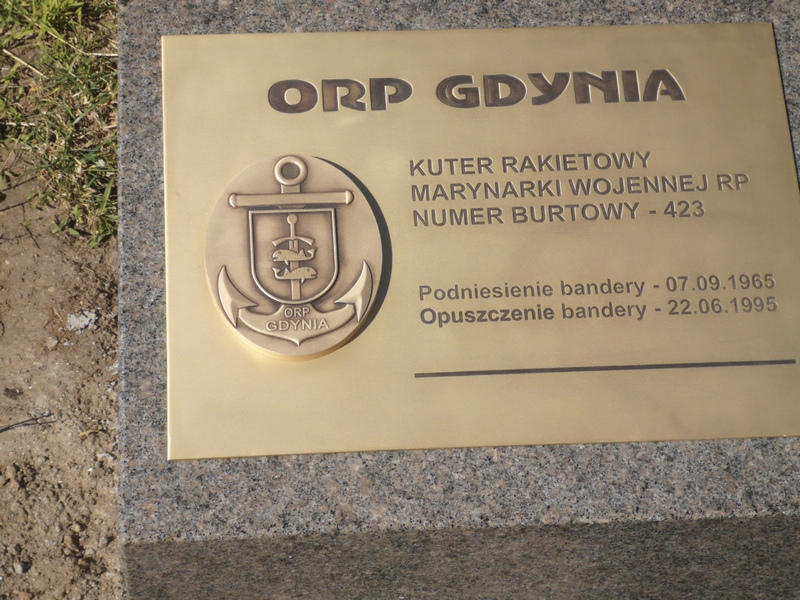 ORP GDYNIA
KUTER RAKIETOWY
MARYNARKI WOJENNEJ RP
NUMER BURTOWY - 423
Podniesienie bandery - 07.09.1965
Opuszczenie bandery - 22.06.1995
ORP
GDYNIA